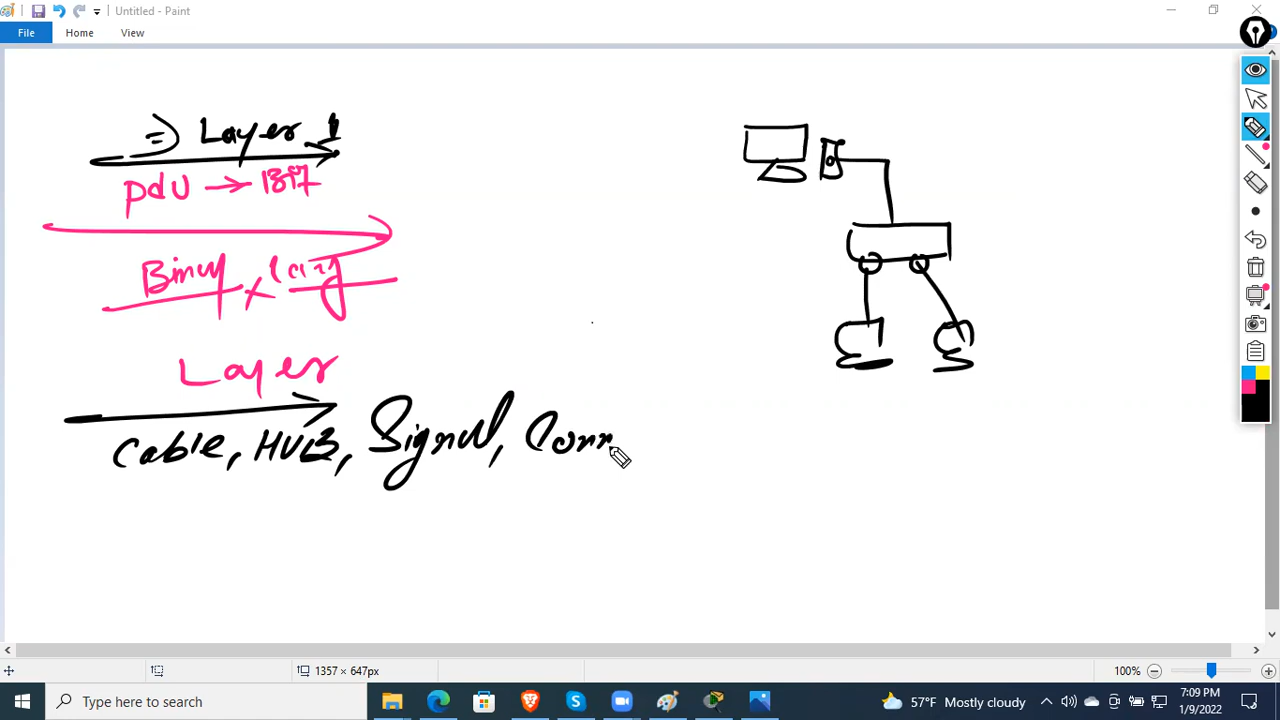 Untitled - Paint
File Home View
=> Layer 1
pdu → Bit
Layer
Cable, HUB, Signal, Conn
1357 × 647px
100%
Type here to search
57°F Mostly cloudy
7:09 PM
1/9/2022